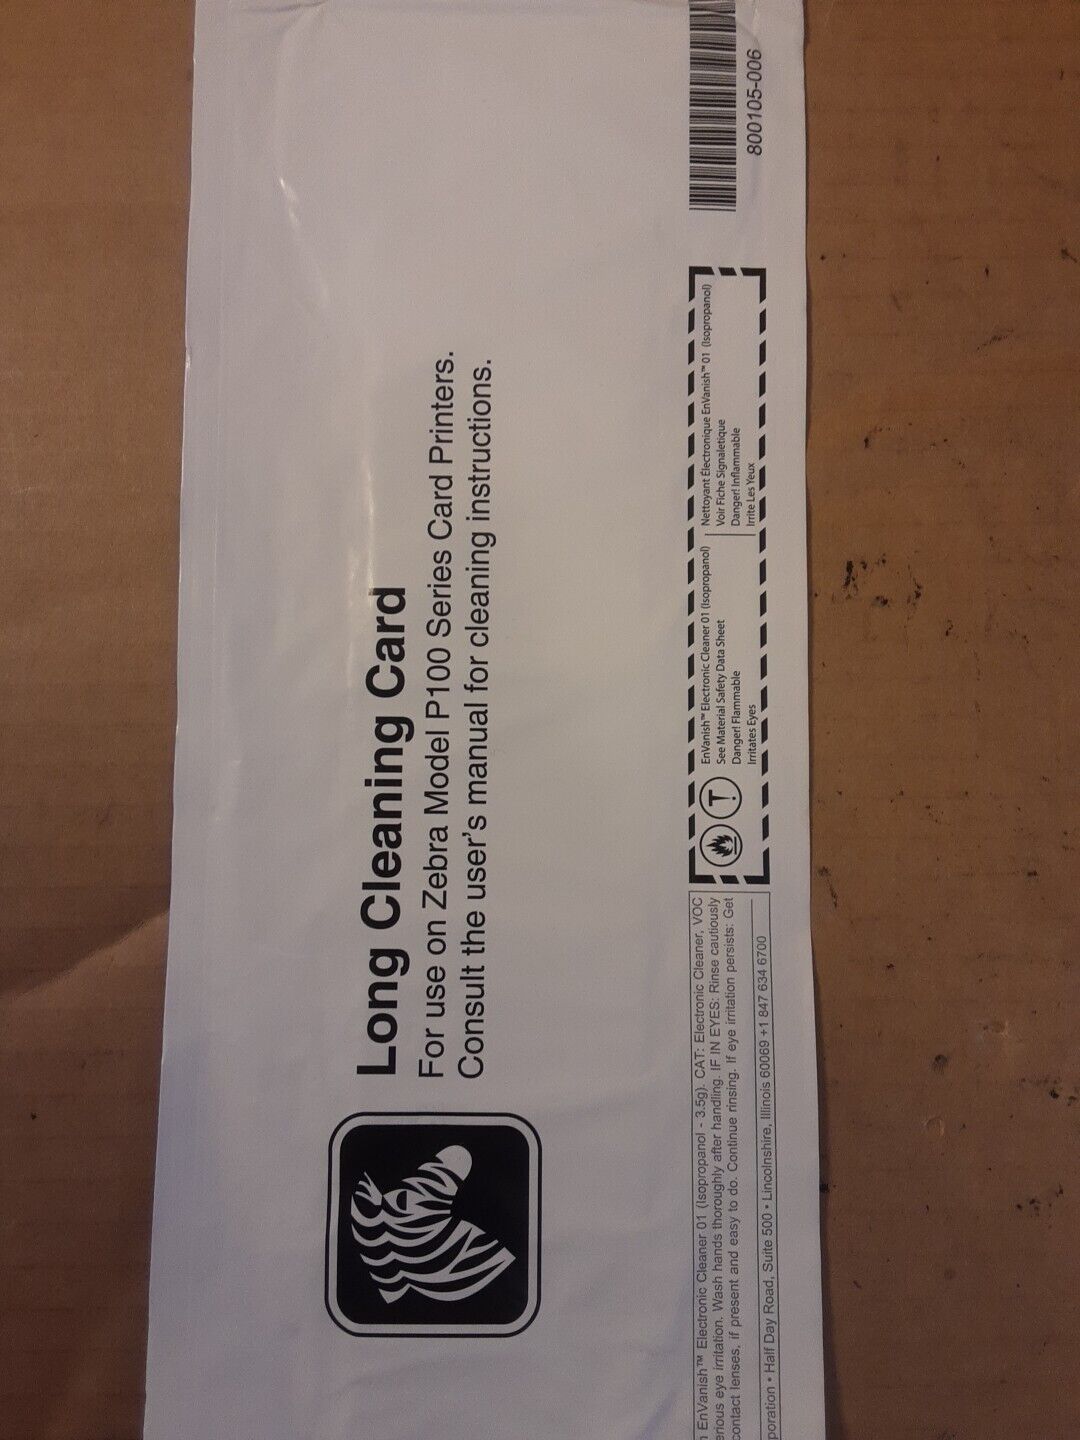 Long Cleaning Card
For use on Zebra Model P100 Series Card Printers.
Consult the user's manual for cleaning instructions.
EnVanish™ Electronic Cleaner 01 (Isopropanol - 3.5g). CAT: Electronic Cleaner, VOC
eye irritation. Wash hands thoroughly after handling. IF IN EYES: Rinse cautiously
contact lenses, if present and easy to do. Continue rinsing. If eye irritation persists: Get
• Half Day Road, Suite 500 • Lincolnshire, Illinois 60069 +1 847 634 6700
EnVanish™ Electronic Cleaner 01 (Isopropanol)
See Material Safety Data Sheet
Danger! Flammable
Irritates Eyes
Nettoyant Électronique EnVanish™ 01 (Isopropanol)
Voir Fiche Signaletique
Danger! Inflammable
Irrite Les Yeux
800105-006